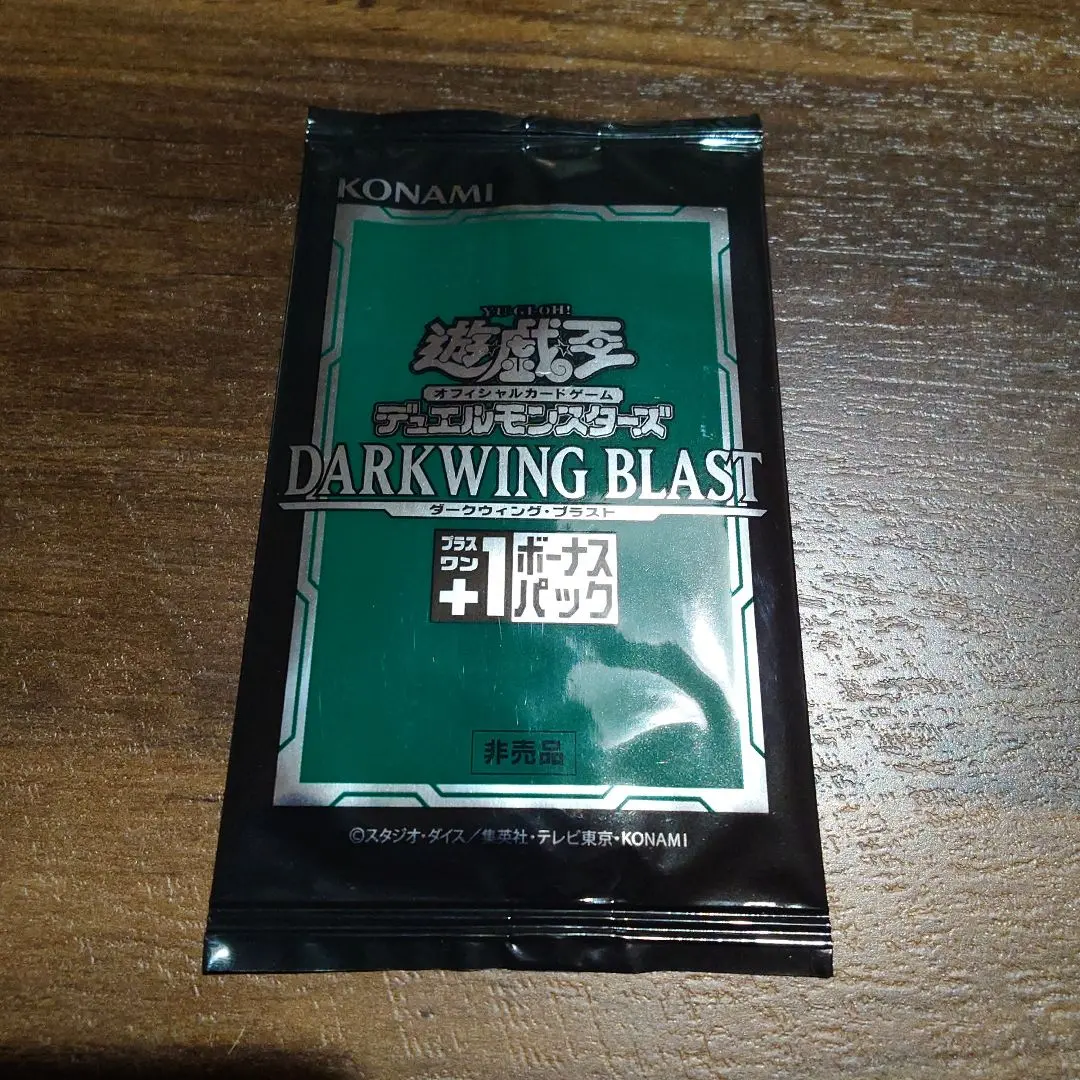 KONAMI
YU-GI-OH!
遊☆戯☆王
オフィシャルカードゲーム
デュエルモンスターズ
DARKWING BLAST
ダークウィング・ブラスト
プラスワン
+1
ボーナスパック
非売品
©スタジオ・ダイス/集英社・テレビ東京・KONAMI